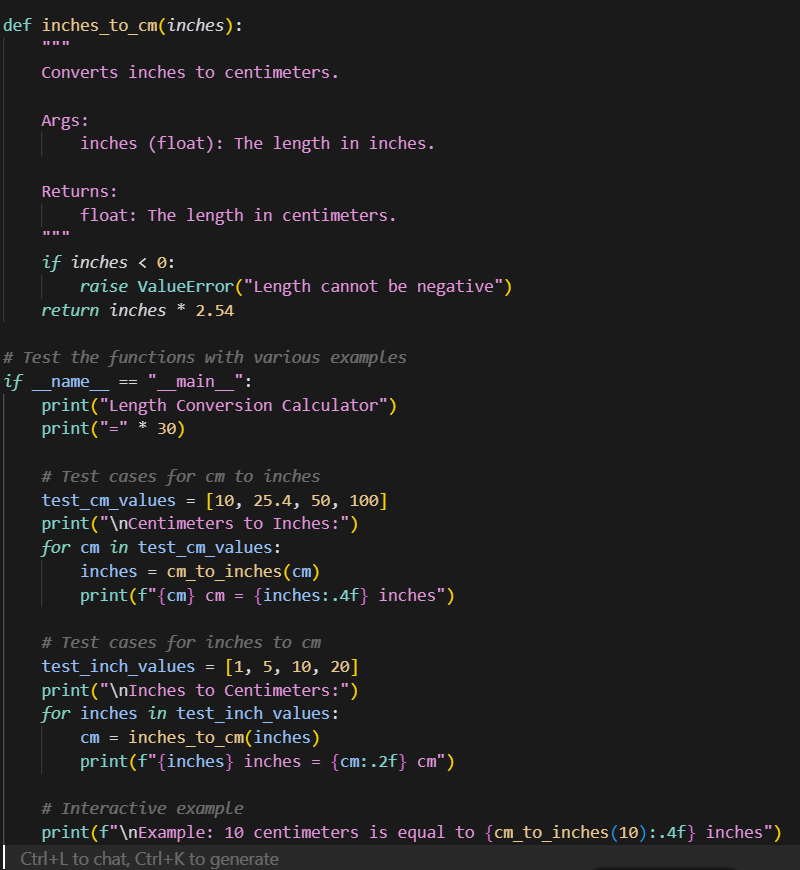 def inches_to_cm(inches):
    """
    Converts inches to centimeters.

    Args:
        inches (float): The length in inches.

    Returns:
        float: The length in centimeters.
    """
    if inches < 0:
        raise ValueError("Length cannot be negative")
    return inches * 2.54

# Test the functions with various examples
if __name__ == "__main__":
    print("Length Conversion Calculator")
    print("=" * 30)

    # Test cases for cm to inches
    test_cm_values = [10, 25.4, 50, 100]
    print("\nCentimeters to Inches:")
    for cm in test_cm_values:
        inches = cm_to_inches(cm)
        print(f"{cm} cm = {inches:.4f} inches")

    # Test cases for inches to cm
    test_inch_values = [1, 5, 10, 20]
    print("\nInches to Centimeters:")
    for inches in test_inch_values:
        cm = inches_to_cm(inches)
        print(f"{inches} inches = {cm:.2f} cm")

    # Interactive example
    print(f"\nExample: 10 centimeters is equal to {cm_to_inches(10):.4f} inches")
Ctrl+L to chat, Ctrl+K to generate